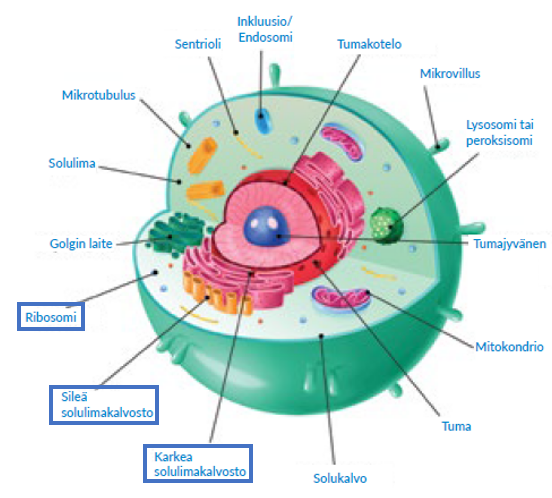 Inkluusio/
Endosomi
Sentrioli
Tumakotelo
Mikrovillus
Mikrotubulus
Lysosomi tai
peroksisomi
Solulima
Golgin laite
Tumajyvänen
Ribosomi
Mitokondrio
Sileä
solulimakalvosto
Tuma
Karkea
solulimakalvosto
Solukalvo